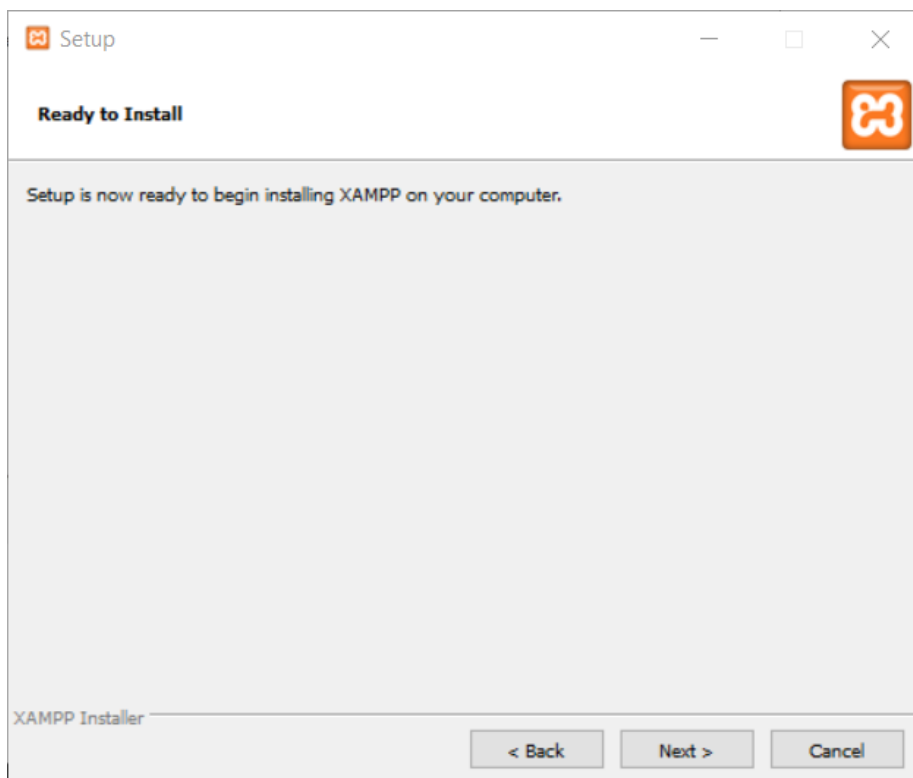 Setup
Ready to Install
Setup is now ready to begin installing XAMPP on your computer.
XAMPP Installer
< Back Next > Cancel